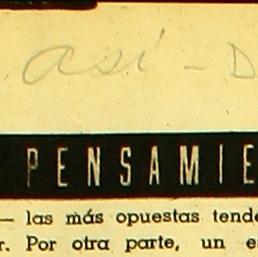 así - D
PENSAMIE
— las más opuestas tende
r. Por otra parte, un e